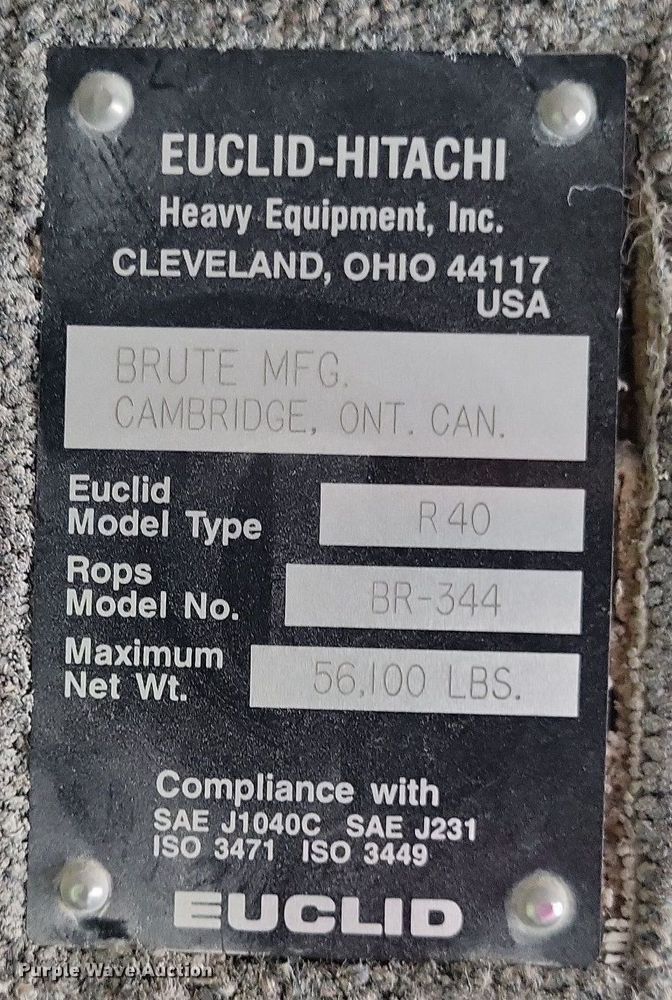 EUCLID-HITACHI
Heavy Equipment, Inc.
CLEVELAND, OHIO 44117
USA
BRUTE MFG.
CAMBRIDGE, ONT. CAN.
Euclid
Model Type R40
Rops
Model No. BR-344
Maximum
Net Wt. 56,100 LBS.
Compliance with
SAE J1040C SAE J231
ISO 3471 ISO 3449
EUCLID
Purple Wave Auction